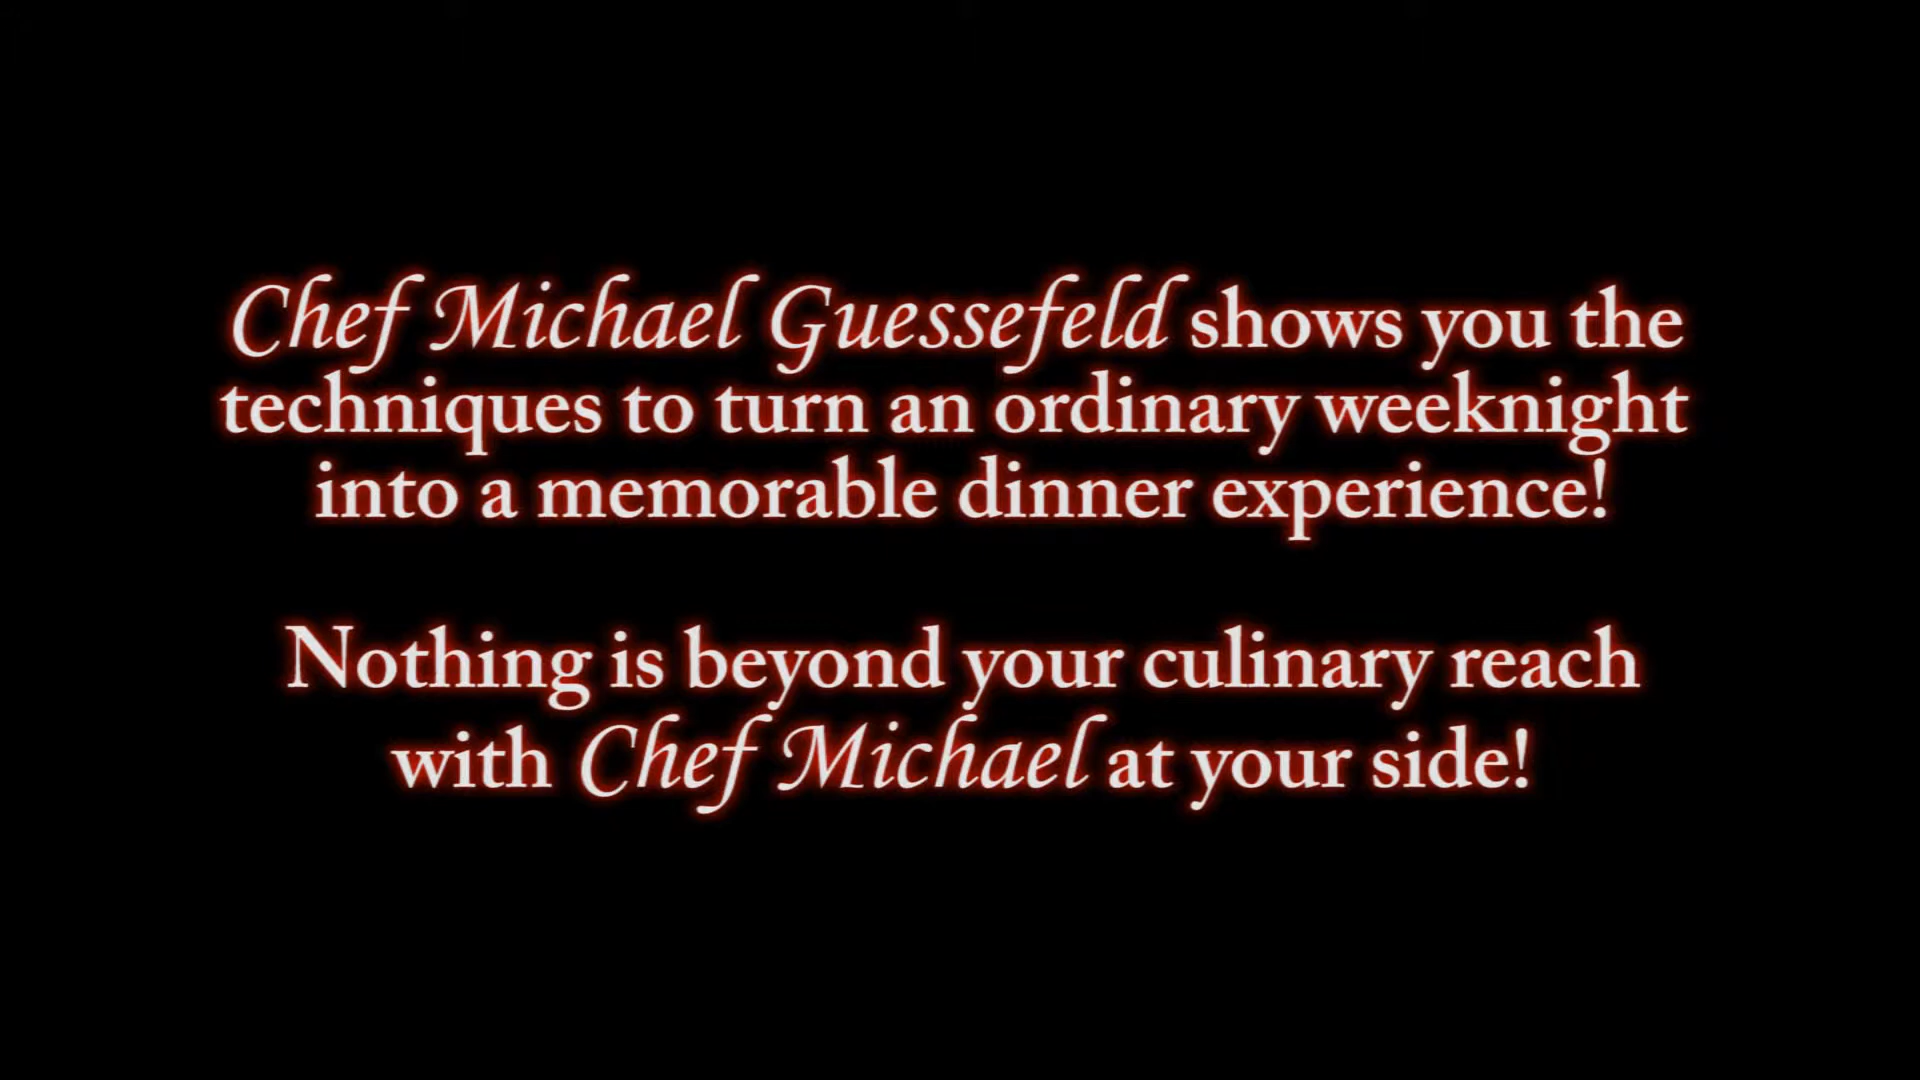 Chef Michael Guessefeld shows you the
techniques to turn an ordinary weeknight
into a memorable dinner experience!
Nothing is beyond your culinary reach
with Chef Michael at your side!